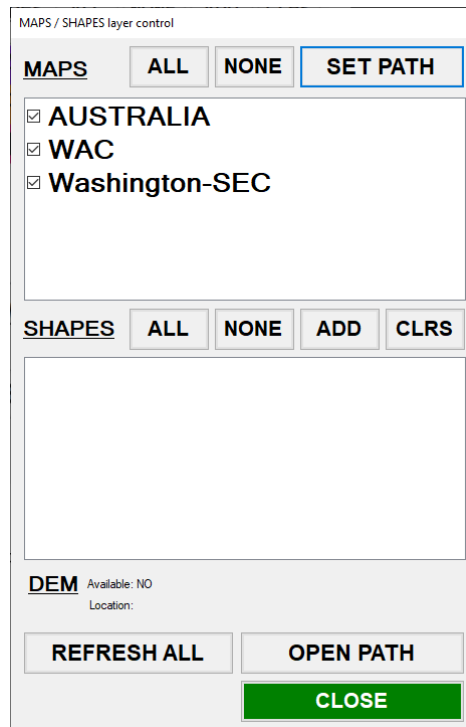 MAPS / SHAPES layer control
MAPS ALL NONE SET PATH
AUSTRALIA
WAC
Washington-SEC
SHAPES ALL NONE ADD CLRS
DEM Available: NO
Location:
REFRESH ALL OPEN PATH
CLOSE